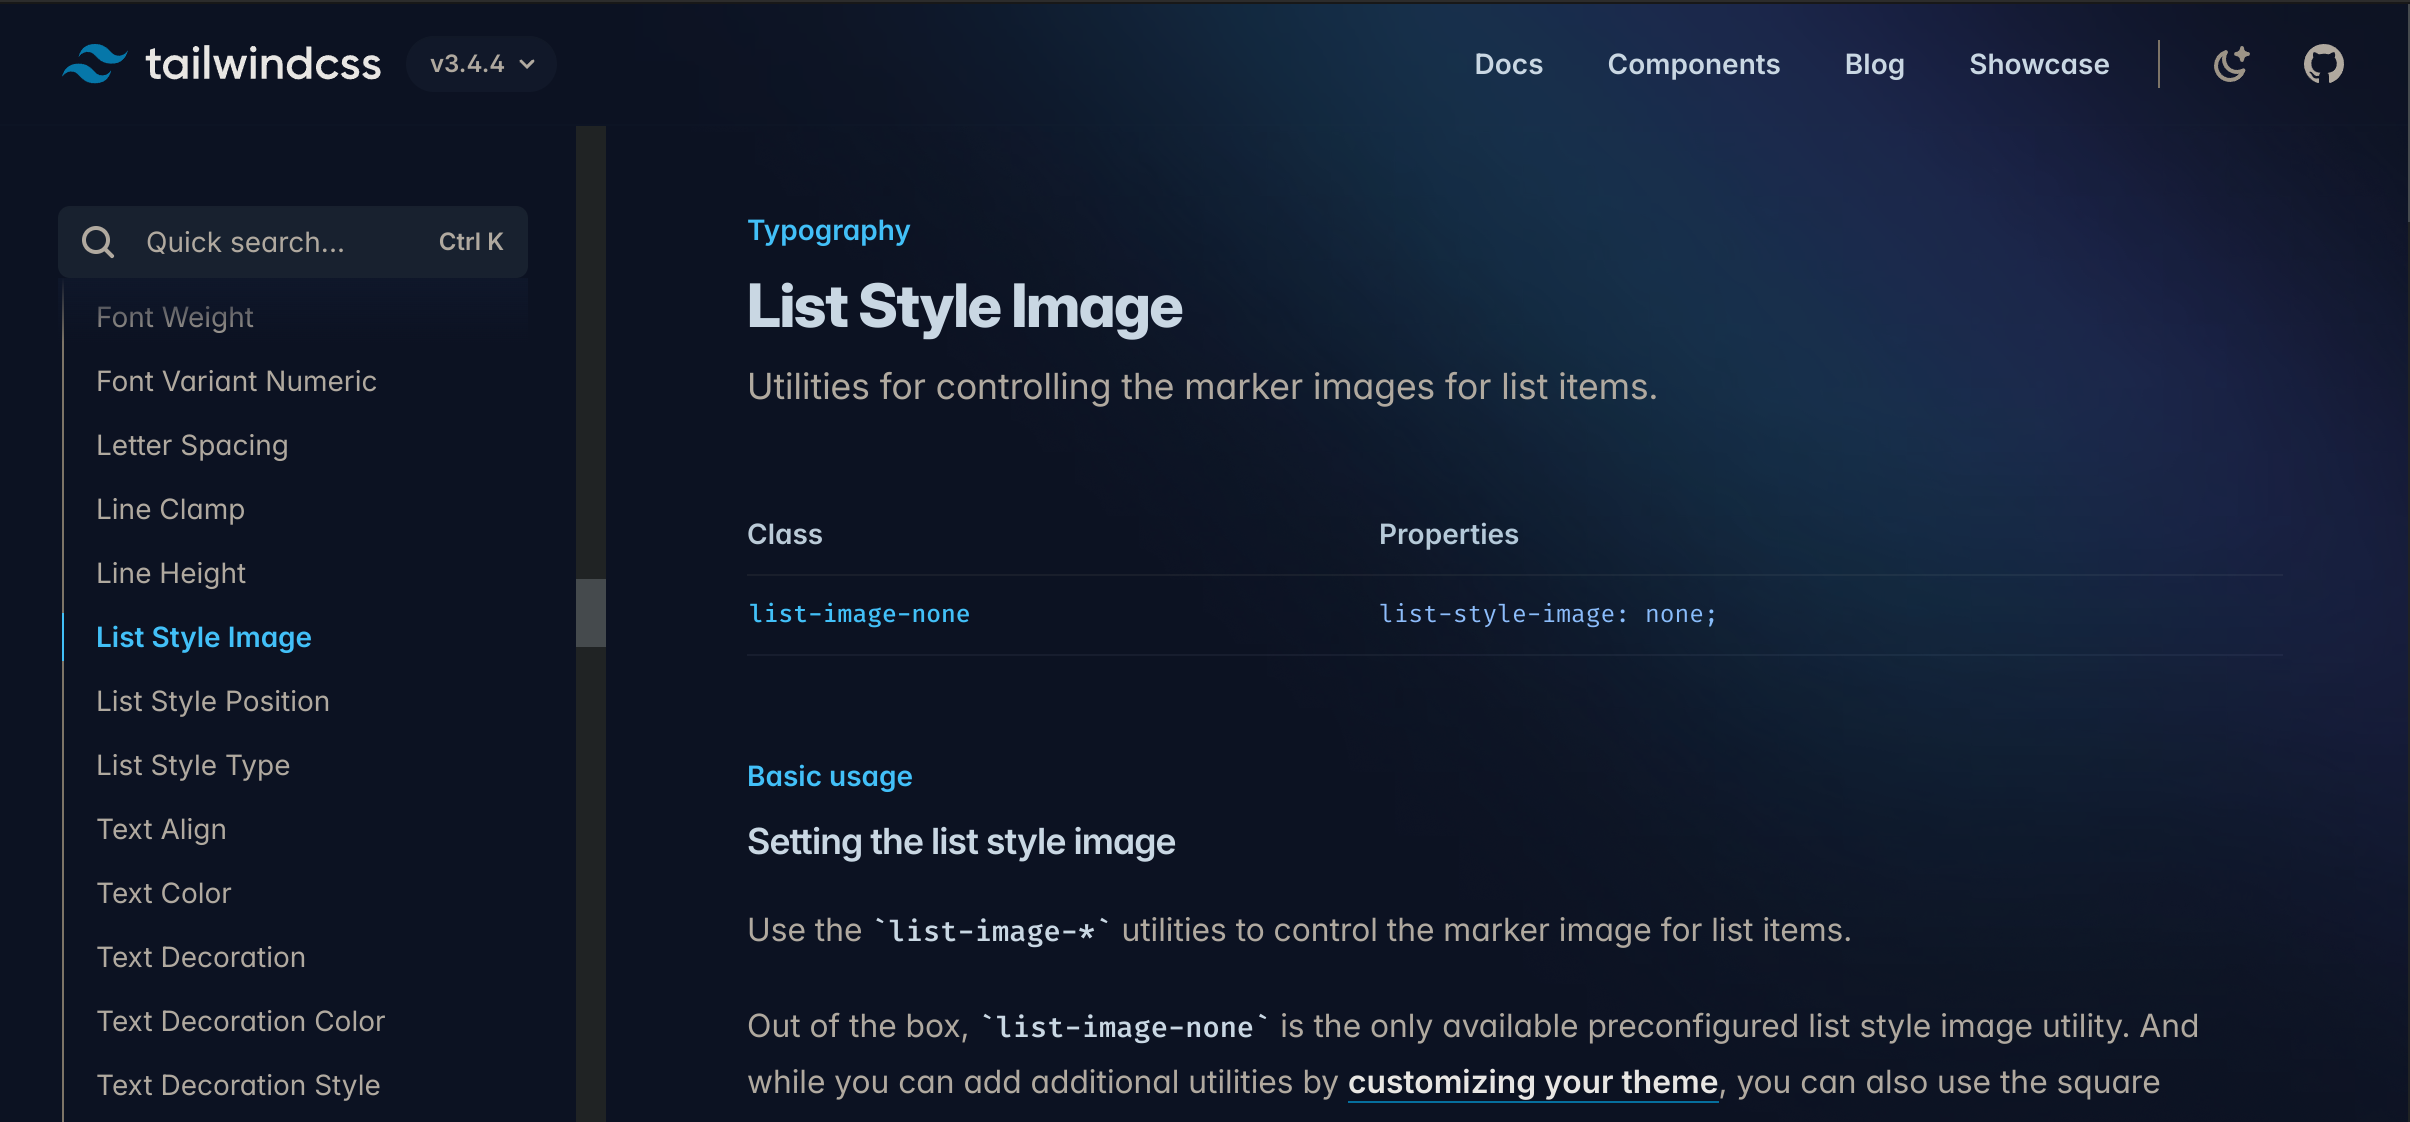 tailwindcss v3.4.4
Docs Components Blog Showcase
Quick search... Ctrl K
Font Weight
Font Variant Numeric
Letter Spacing
Line Clamp
Line Height
List Style Image
List Style Position
List Style Type
Text Align
Text Color
Text Decoration
Text Decoration Color
Text Decoration Style
Typography
List Style Image
Utilities for controlling the marker images for list items.
Class Properties
list-image-none list-style-image: none;
Basic usage
Setting the list style image
Use the `list-image-*` utilities to control the marker image for list items.
Out of the box, `list-image-none` is the only available preconfigured list style image utility. And
while you can add additional utilities by customizing your theme, you can also use the square